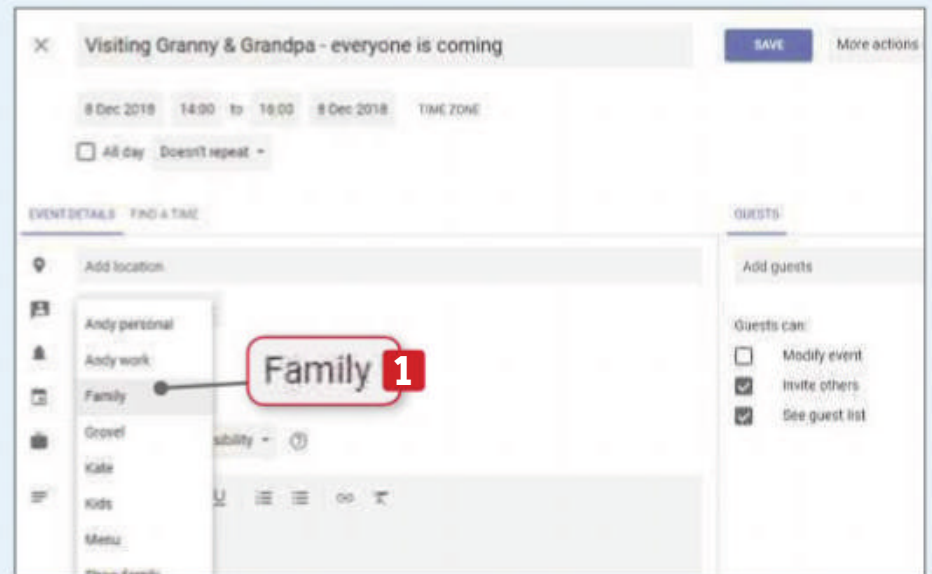 Visiting Granny & Grandpa - everyone is coming
SAVE
More actions
8 Dec 2018 14:00 to 16:00 8 Dec 2018 TIME ZONE
All day Doesn't repeat
EVENT DETAILS FIND A TIME
GUESTS
Add location
Add guests
Andy personal
Andy work
Family
Family 1
Grovel
Kate
Kids
Menu
Guests can:
Modify event
Invite others
See guest list